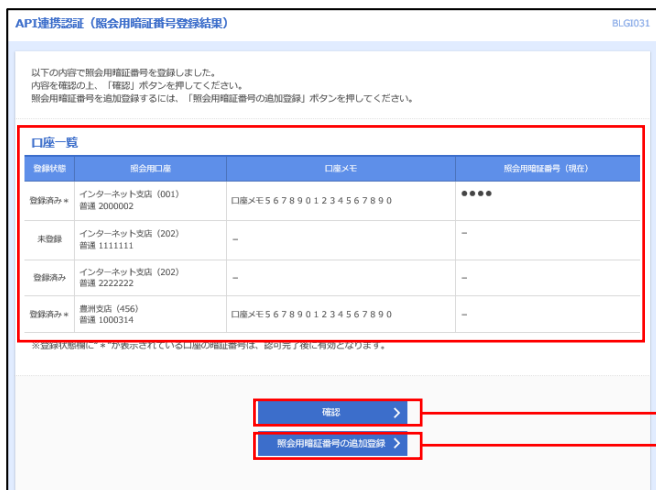 API連携認証（照会用暗証番号登録結果）
BLGI031
以下の内容で照会用暗証番号を登録しました。
内容を確認の上、「確認」ボタンを押してください。
照会用暗証番号を追加登録するには、「照会用暗証番号の追加登録」ボタンを押してください。
口座一覧
登録状態 照会用口座 口座メモ 照会用暗証番号（現在）
登録済み＊ インターネット支店（001） 口座メモ５６７８９０１２３４５６７８９０ ●●●●
普通 2000002
未登録 インターネット支店（202） − −
普通 1111111
登録済み インターネット支店（202） − −
普通 2222222
登録済み＊ 豊洲支店（456） 口座メモ５６７８９０１２３４５６７８９０ −
普通 1000314
※登録状態欄に"＊"が表示されている口座の暗証番号は、認可完了後に有効となります。
確認
照会用暗証番号の追加登録